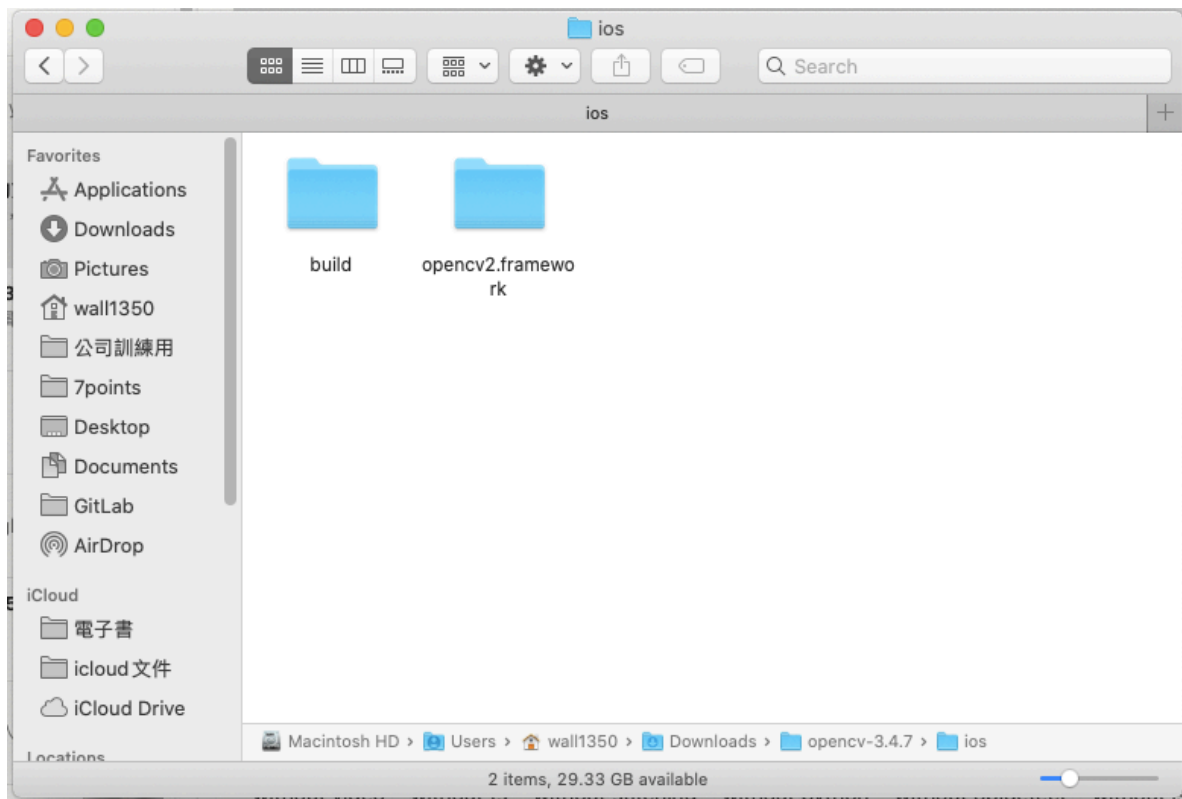 ios
Search
ios
Favorites
Applications
Downloads
Pictures
wall1350
公司訓練用
7points
Desktop
Documents
GitLab
AirDrop
iCloud
電子書
icloud文件
iCloud Drive
Locations
build
opencv2.framewo
rk
Macintosh HD › Users › wall1350 › Downloads › opencv-3.4.7 › ios
2 items, 29.33 GB available